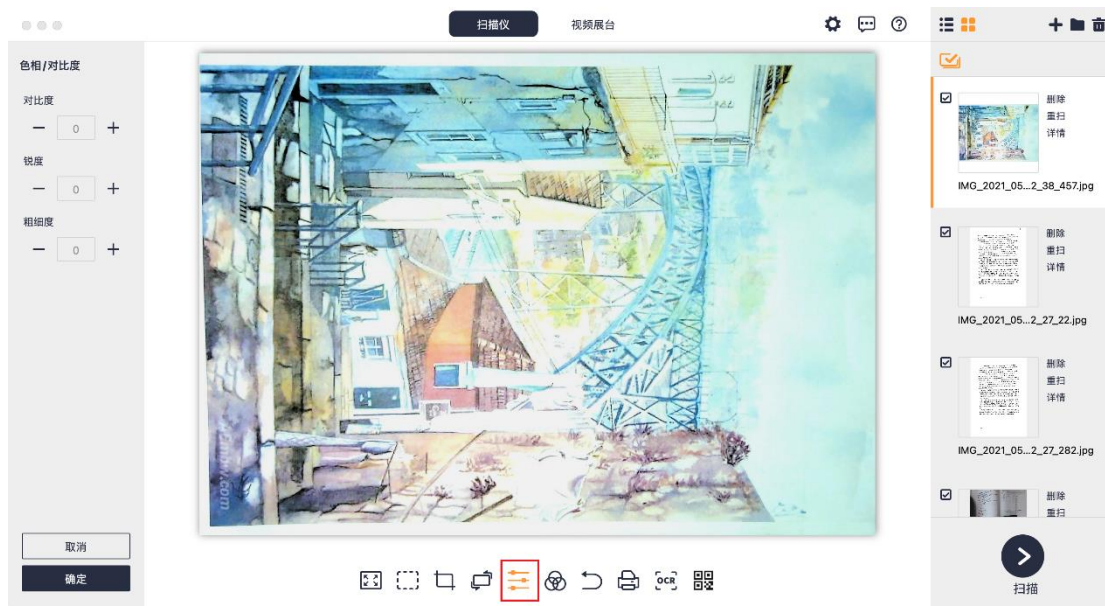 扫描仪
视频展台
色相/对比度
对比度
0
锐度
0
粗细度
0
取消
确定
OCR
删除
重扫
详情
IMG_2021_05...2_38_457.jpg
删除
重扫
详情
IMG_2021_05...2_27_22.jpg
删除
重扫
详情
IMG_2021_05...2_27_282.jpg
删除
重扫
扫描